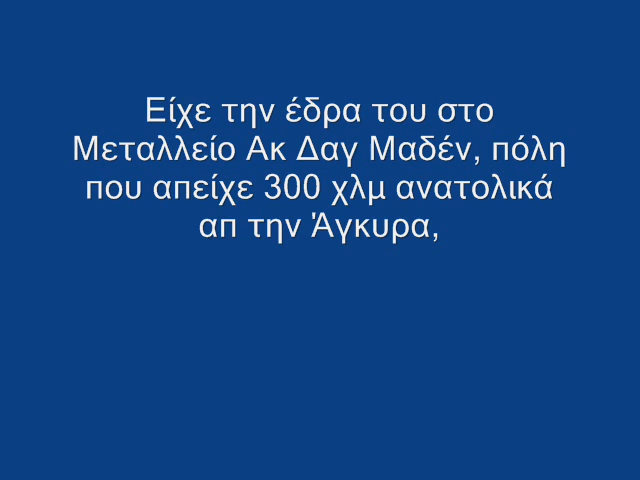 Είχε την έδρα του στο
Μεταλλείο Ακ Δαγ Μαδέν, πόλη
που απείχε 300 χλμ ανατολικά
απ την Άγκυρα,